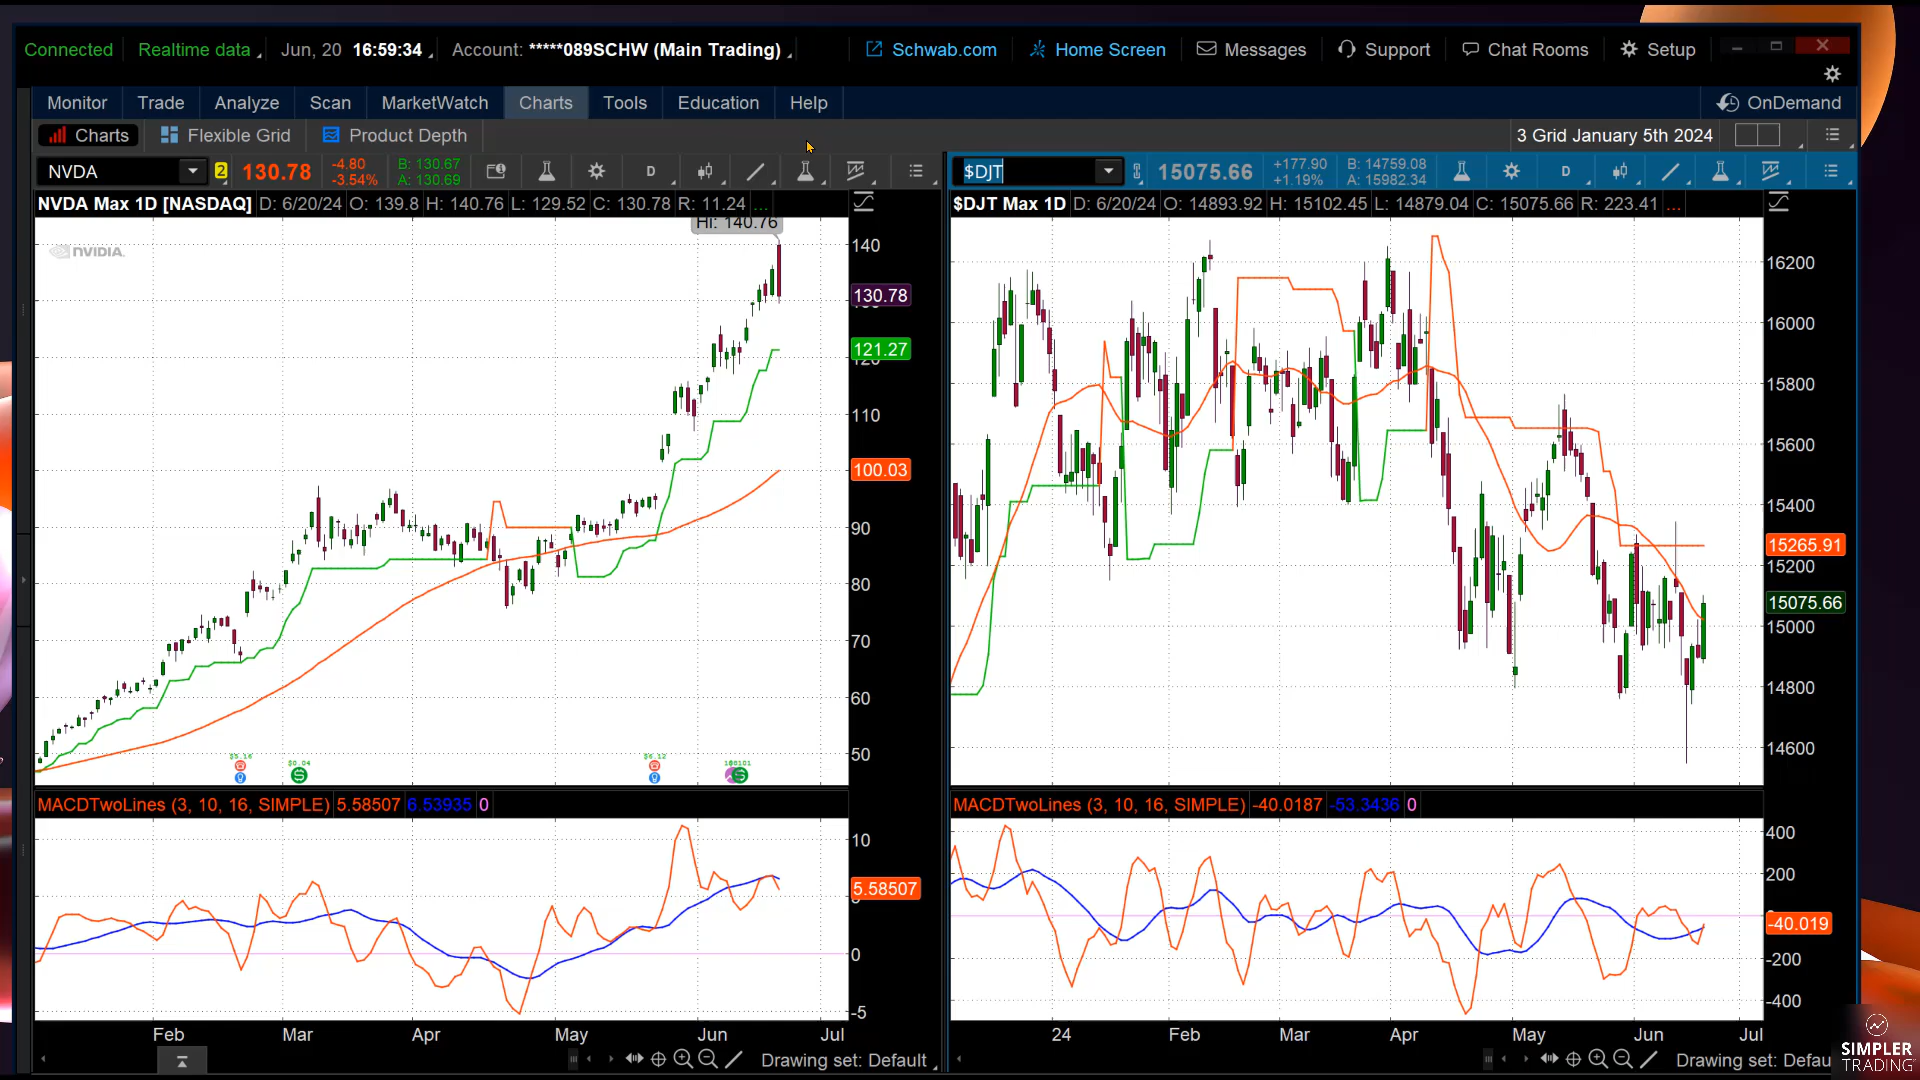 Connected Realtime data Jun, 20 16:59:34 Account: *****089SCHW (Main Trading) Schwab.com Home Screen Messages Support Chat Rooms Setup
Monitor Trade Analyze Scan MarketWatch Charts Tools Education Help OnDemand
Charts Flexible Grid Product Depth 3 Grid January 5th 2024
NVDA 2 130.78 -4.80 -3.54% B: 130.67 A: 130.69 D
NVDA Max 1D [NASDAQ] D: 6/20/24 O: 139.8 H: 140.76 L: 129.52 C: 130.78 R: 11.24 ...
Hi: 140.76
NVIDIA.
140
130.78
121.27
110
100.03
90
80
70
60
50
$5.16
$0.04
$6.12
MACDTwoLines (3, 10, 16, SIMPLE) 5.58507 6.53935 0
10
5.58507
0
-5
Feb Mar Apr May Jun Jul
Drawing set: Default
$DJT 15075.66 +177.90 +1.19% B: 14759.08 A: 15982.34 D
$DJT Max 1D D: 6/20/24 O: 14893.92 H: 15102.45 L: 14879.04 C: 15075.66 R: 223.41 ...
16200
16000
15800
15600
15400
15265.91
15200
15075.66
15000
14800
14600
MACDTwoLines (3, 10, 16, SIMPLE) -40.0187 -53.3436 0
400
200
-40.019
-200
-400
24 Feb Mar Apr May Jun Jul
Drawing set: Defau
SIMPLER
TRADING